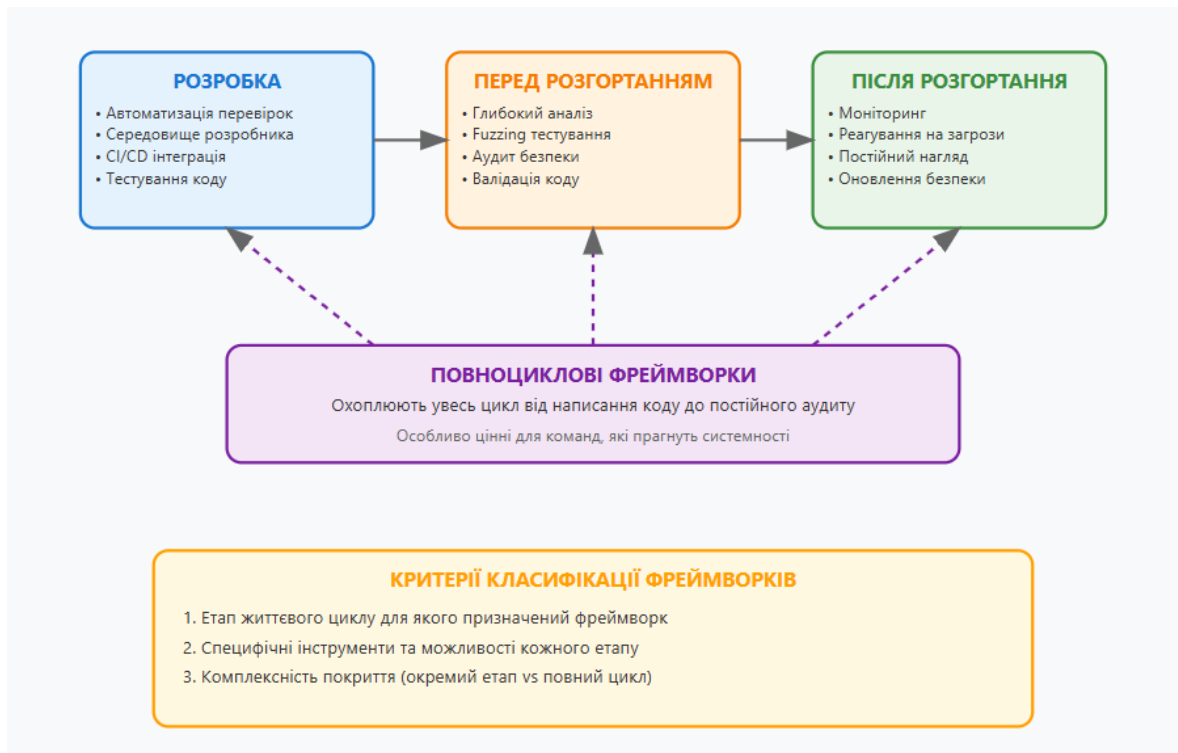 РОЗРОБКА
• Автоматизація перевірок
• Середовище розробника
• CI/CD інтеграція
• Тестування коду
ПЕРЕД РОЗГОРТАННЯМ
• Глибокий аналіз
• Fuzzing тестування
• Аудит безпеки
• Валідація коду
ПІСЛЯ РОЗГОРТАННЯ
• Моніторинг
• Реагування на загрози
• Постійний нагляд
• Оновлення безпеки
ПОВНОЦИКЛОВІ ФРЕЙМВОРКИ
Охоплюють увесь цикл від написання коду до постійного аудиту
Особливо цінні для команд, які прагнуть системності
КРИТЕРІЇ КЛАСИФІКАЦІЇ ФРЕЙМВОРКІВ
1. Етап життєвого циклу для якого призначений фреймворк
2. Специфічні інструменти та можливості кожного етапу
3. Комплексність покриття (окремий етап vs повний цикл)